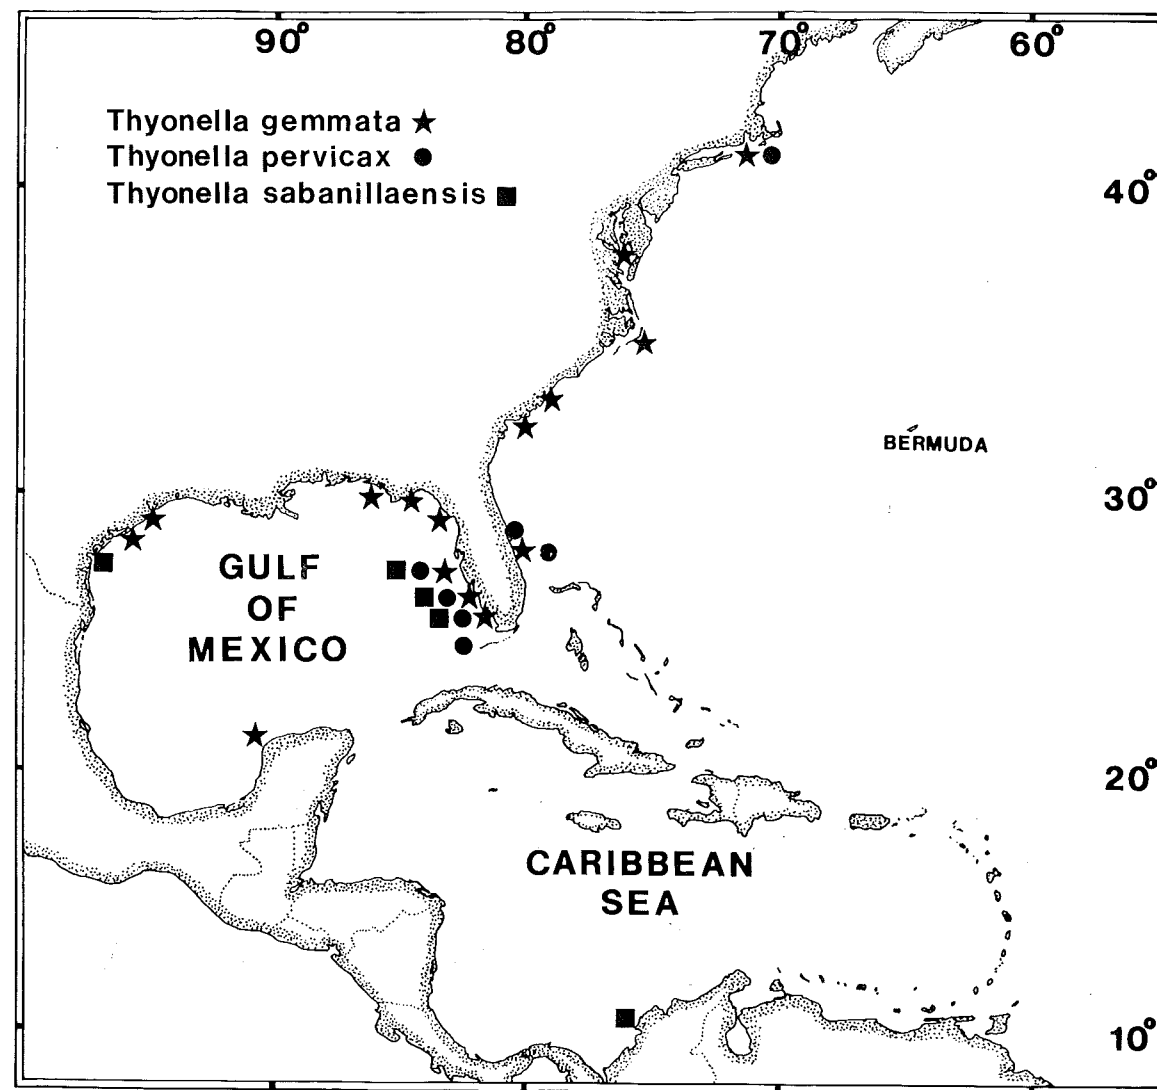 90° 80° 70° 60°
Thyonella gemmata ★
Thyonella pervicax ●
Thyonella sabanillaensis ■
40°
BERMUDA
30°
GULF
OF
MEXICO
20°
CARIBBEAN
SEA
10°